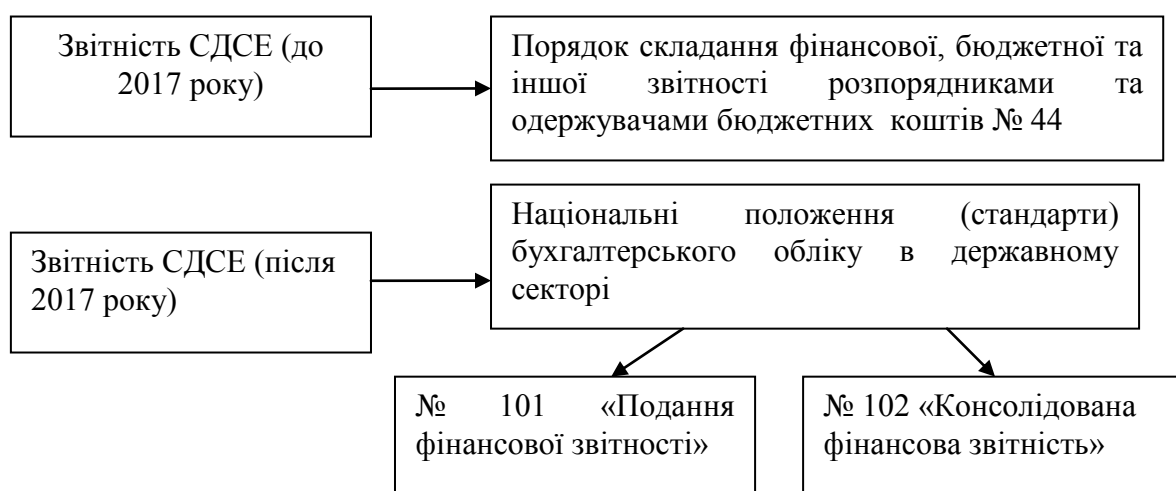 Звітність СДСЕ (до
2017 року)
Порядок складання фінансової, бюджетної та
іншої звітності розпорядниками та
одержувачами бюджетних коштів № 44
Звітність СДСЕ (після
2017 року)
Національні положення (стандарти)
бухгалтерського обліку в державному
секторі
№ 101 «Подання
фінансової звітності»
№ 102 «Консолідована
фінансова звітність»